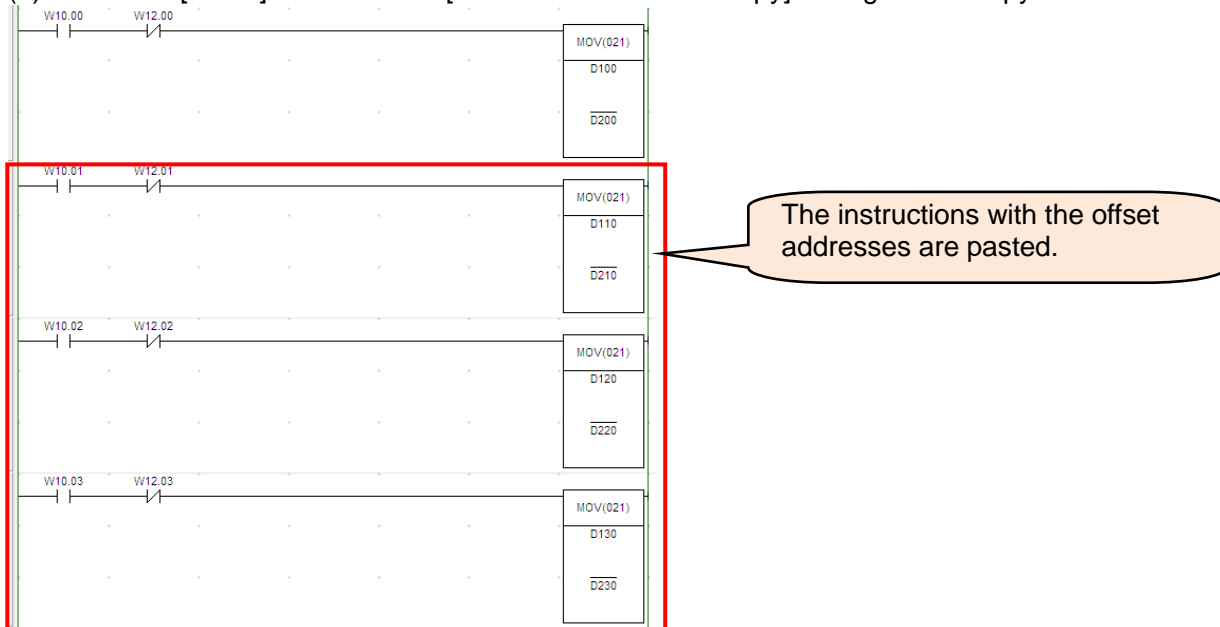 W10.00 W12.00
MOV(021)
D100
D200
W10.01 W12.01
MOV(021)
D110
D210
The instructions with the offset
addresses are pasted.
W10.02 W12.02
MOV(021)
D120
D220
W10.03 W12.03
MOV(021)
D130
D230